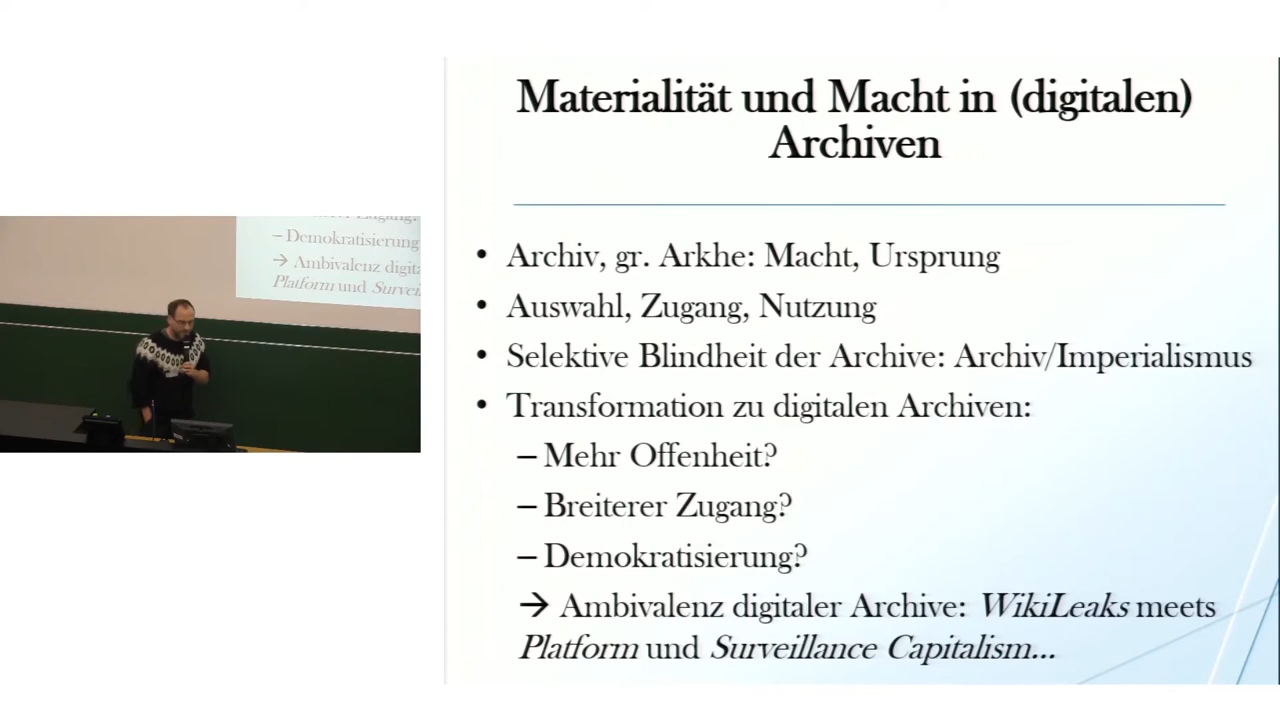 Materialität und Macht in (digitalen)
Archiven
• Archiv, gr. Arkhe: Macht, Ursprung
• Auswahl, Zugang, Nutzung
• Selektive Blindheit der Archive: Archiv/Imperialismus
• Transformation zu digitalen Archiven:
– Mehr Offenheit?
– Breiterer Zugang?
– Demokratisierung?
→ Ambivalenz digitaler Archive: WikiLeaks meets
Platform und Surveillance Capitalism...
– Demokratisierung
→ Ambivalenz digita
Platform und Survei